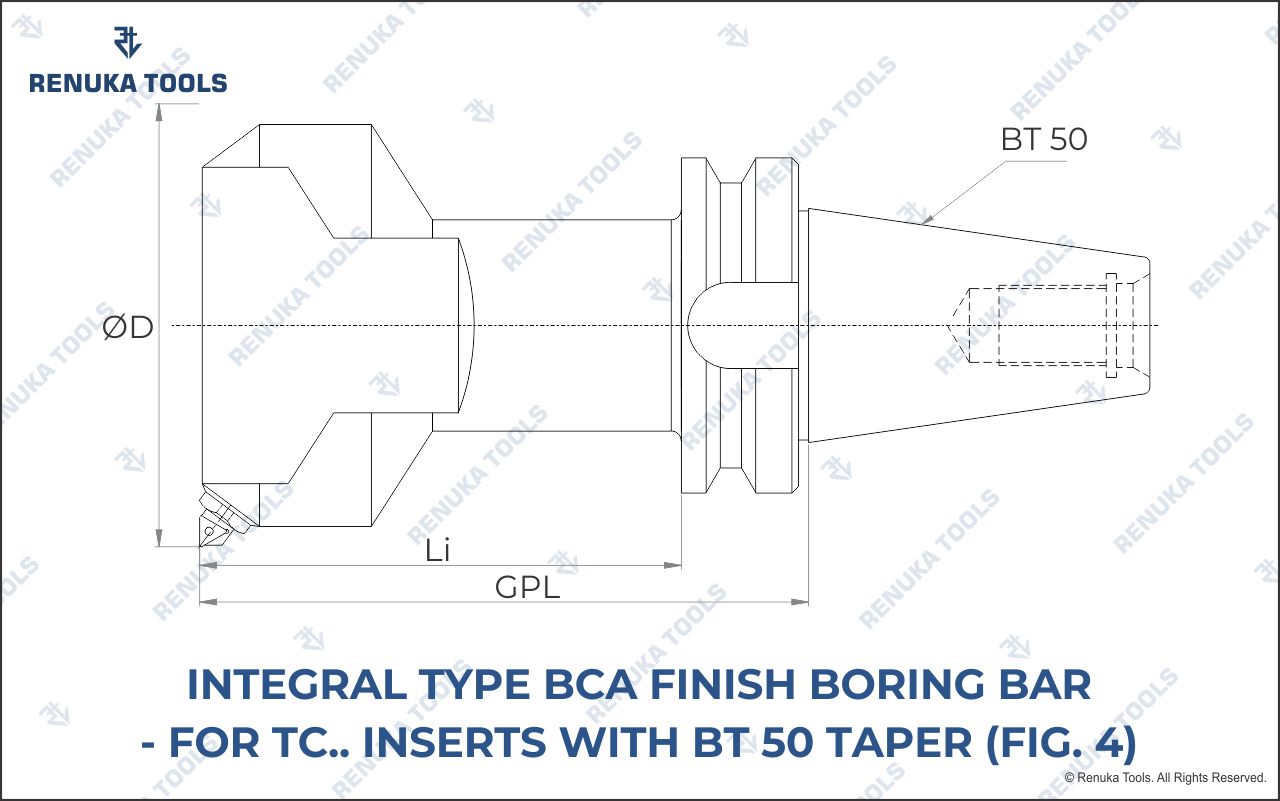 RENUKA TOOLS
BT 50
ØD
Li
GPL
INTEGRAL TYPE BCA FINISH BORING BAR
- FOR TC.. INSERTS WITH BT 50 TAPER (FIG. 4)
© Renuka Tools. All Rights Reserved.